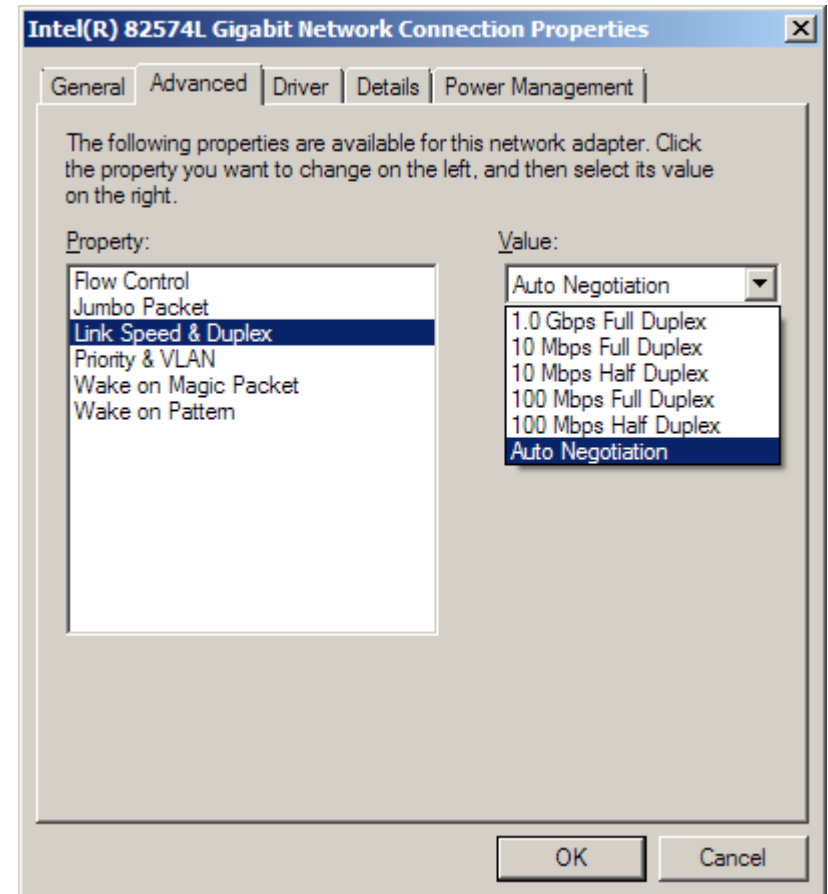 Intel(R) 82574L Gigabit Network Connection Properties
General Advanced Driver Details Power Management
The following properties are available for this network adapter. Click
the property you want to change on the left, and then select its value
on the right.
Property:
Flow Control
Jumbo Packet
Link Speed & Duplex
Priority & VLAN
Wake on Magic Packet
Wake on Pattern
Value:
Auto Negotiation
1.0 Gbps Full Duplex
10 Mbps Full Duplex
10 Mbps Half Duplex
100 Mbps Full Duplex
100 Mbps Half Duplex
Auto Negotiation
OK Cancel